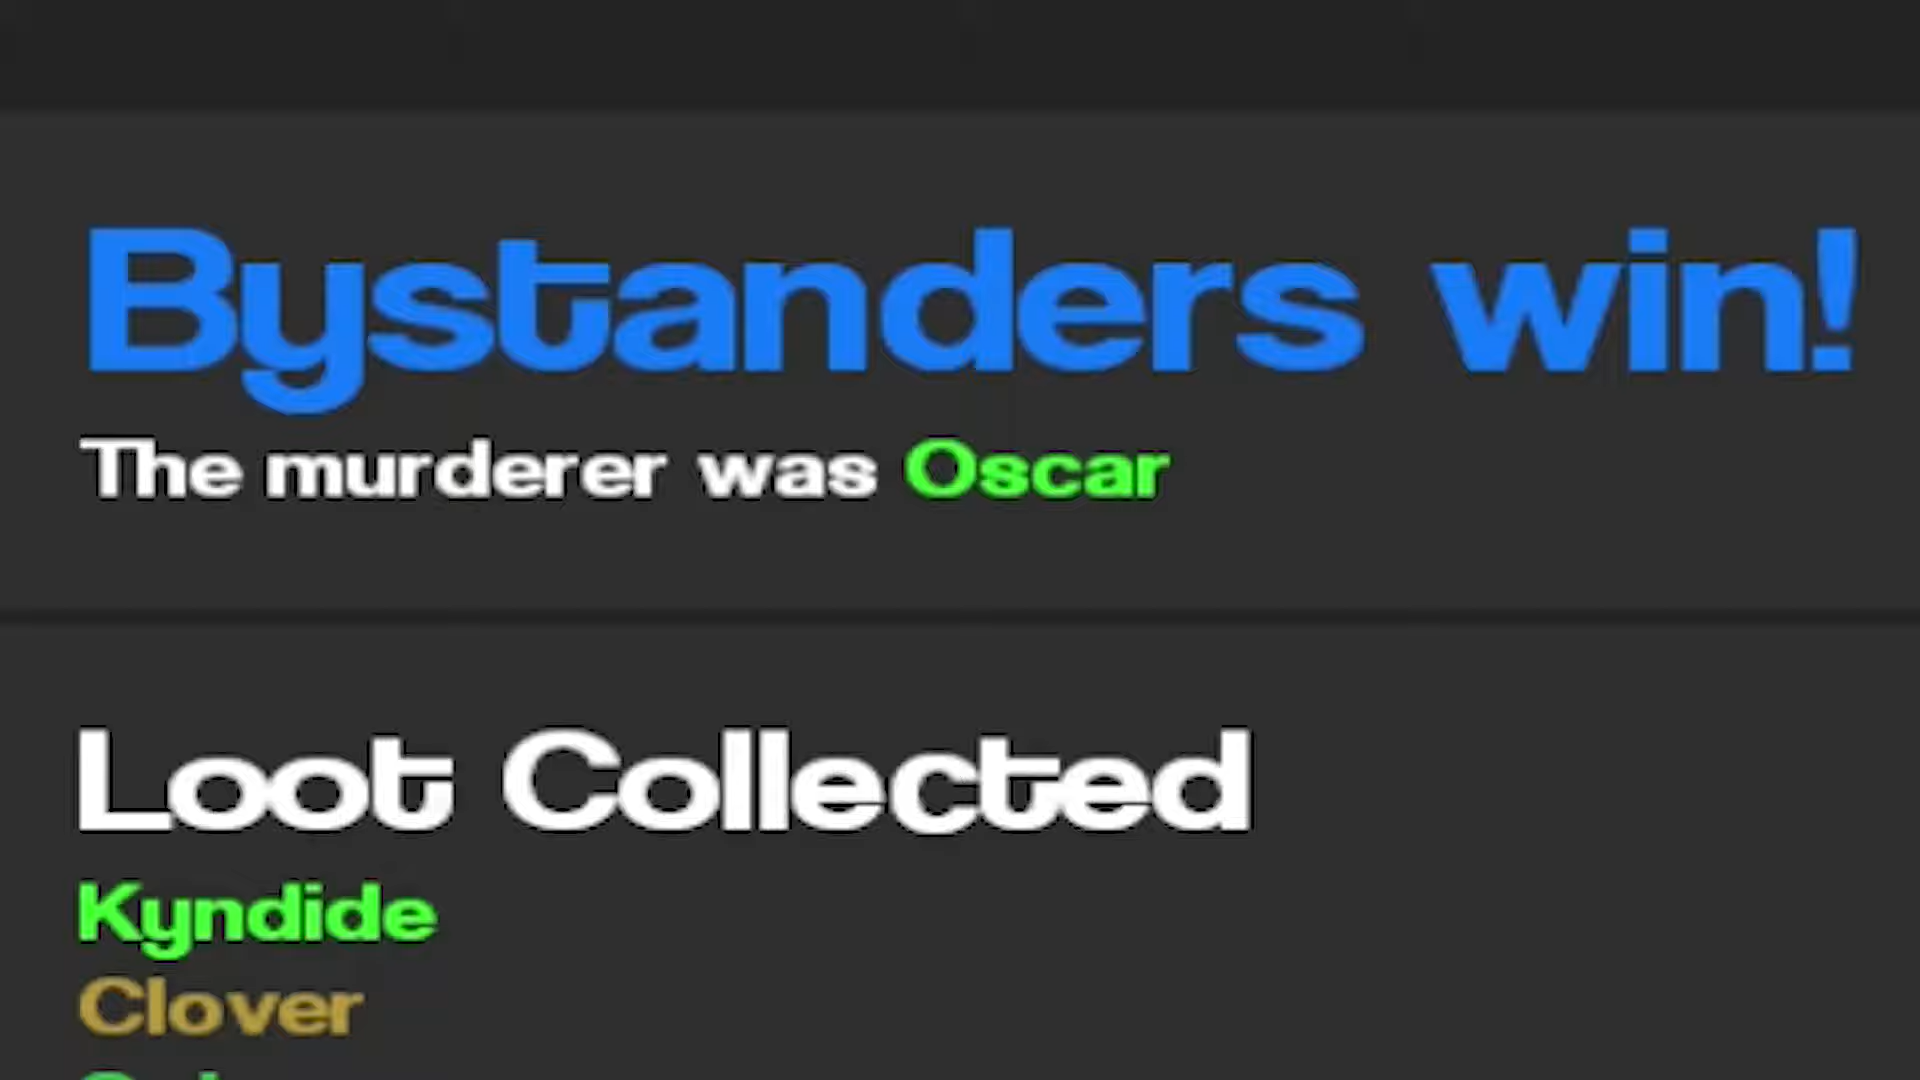 Bystanders win!
The murderer was Oscar
Loot Collected
Kyndide
Clover